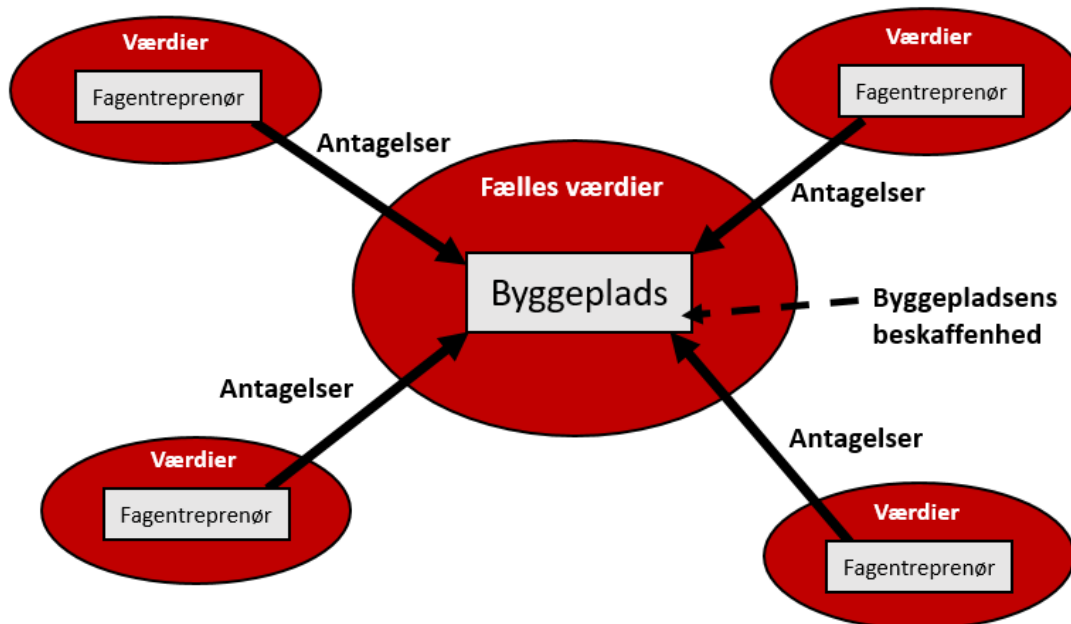 Værdier
Fagentreprenør
Værdier
Fagentreprenør
Antagelser
Fælles værdier
Antagelser
Byggeplads
Byggepladsens
beskaffenhed
Antagelser
Antagelser
Værdier
Fagentreprenør
Værdier
Fagentreprenør